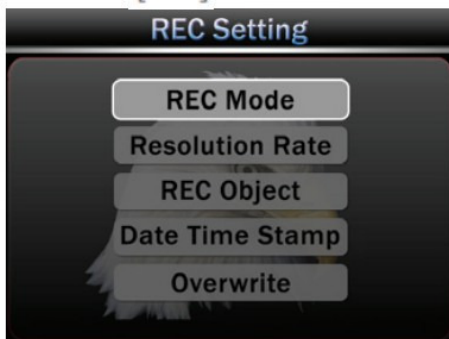 REC Setting
REC Mode
Resolution Rate
REC Object
Date Time Stamp
Overwrite